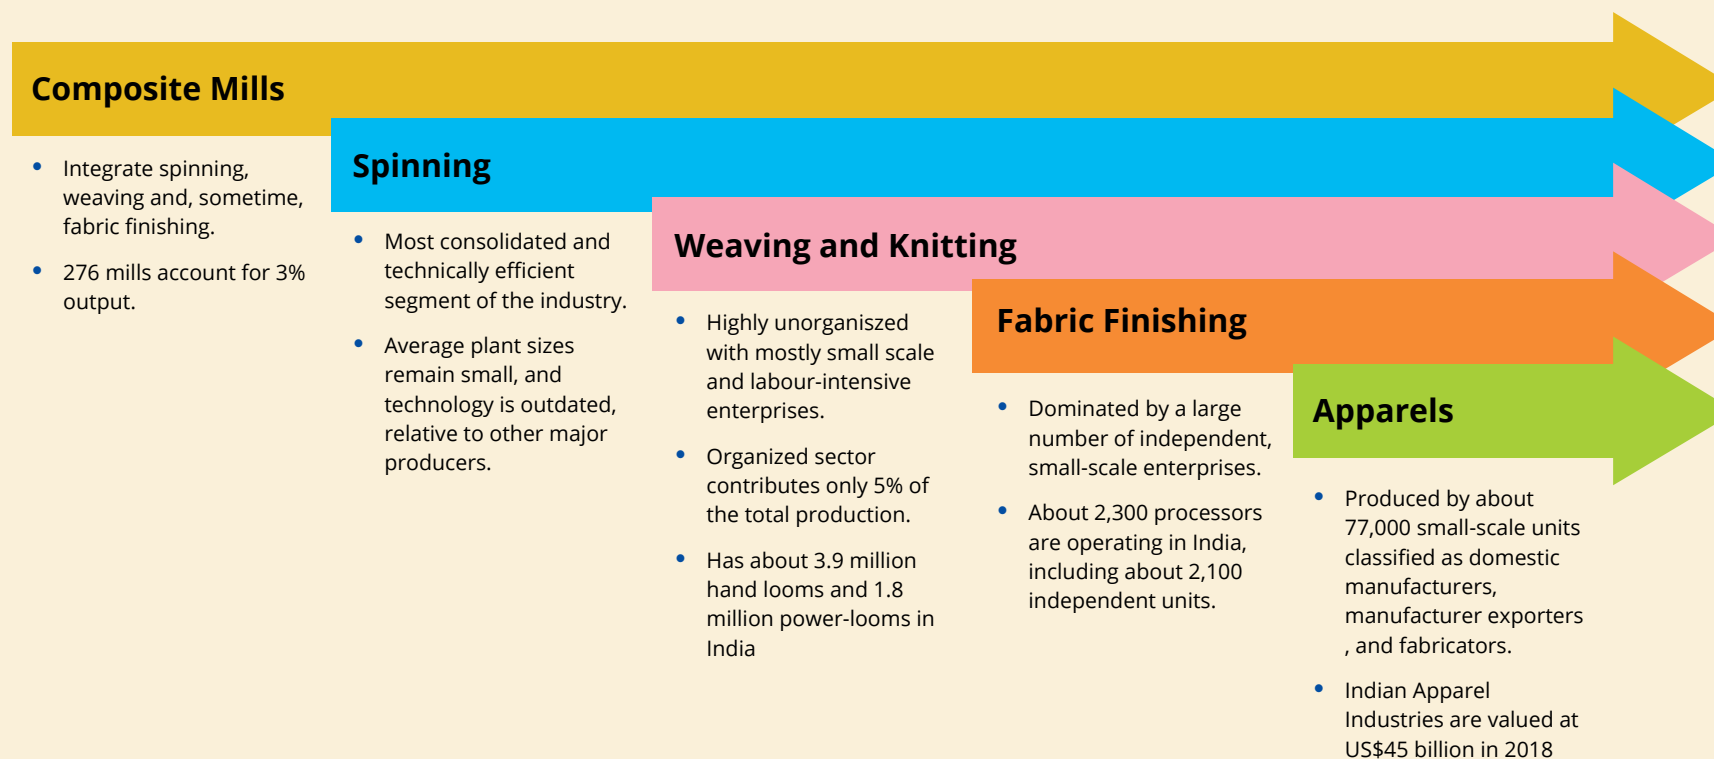 Composite Mills
• Integrate spinning,
weaving and, sometime,
fabric finishing.
• 276 mills account for 3%
output.
Spinning
• Most consolidated and
technically efficient
segment of the industry.
• Average plant sizes
remain small, and
technology is outdated,
relative to other major
producers.
Weaving and Knitting
• Highly unorganiszed
with mostly small scale
and labour-intensive
enterprises.
• Organized sector
contributes only 5% of
the total production.
• Has about 3.9 million
hand looms and 1.8
million power-looms in
India
Fabric Finishing
• Dominated by a large
number of independent,
small-scale enterprises.
• About 2,300 processors
are operating in India,
including about 2,100
independent units.
Apparels
• Produced by about
77,000 small-scale units
classified as domestic
manufacturers,
manufacturer exporters
, and fabricators.
• Indian Apparel
Industries are valued at
US$45 billion in 2018